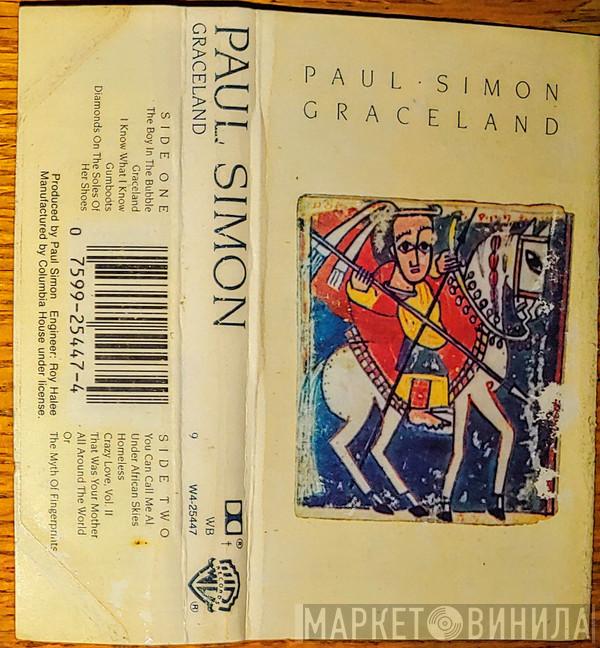 PAUL · SIMON
GRACELAND
PAUL SIMON
GRACELAND
9
W4-25447
WB
†
®
WB
RECORDS
®
SIDE ONE
The Boy In The Bubble
Graceland
I Know What I Know
Gumboots
Diamonds On The Soles Of
Her Shoes
SIDE TWO
You Can Call Me Al
Under African Skies
Homeless
Crazy Love, Vol. II
That Was Your Mother
All Around The World
Or
The Myth Of Fingerprints
0 7599-25447-4
Produced by Paul Simon Engineer: Roy Halee
Manufactured by Columbia House under license.
МАРКЕТ ВИНИЛА